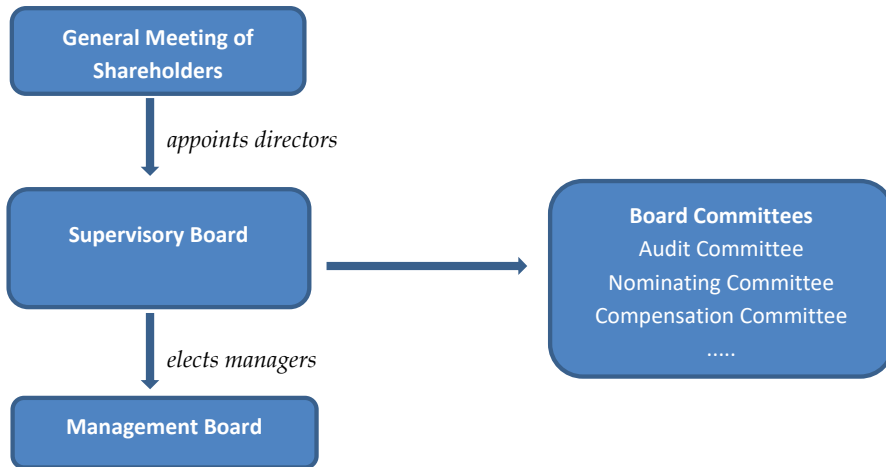 General Meeting of
Shareholders
appoints directors
Supervisory Board
Board Committees
Audit Committee
Nominating Committee
Compensation Committee
.....
elects managers
Management Board